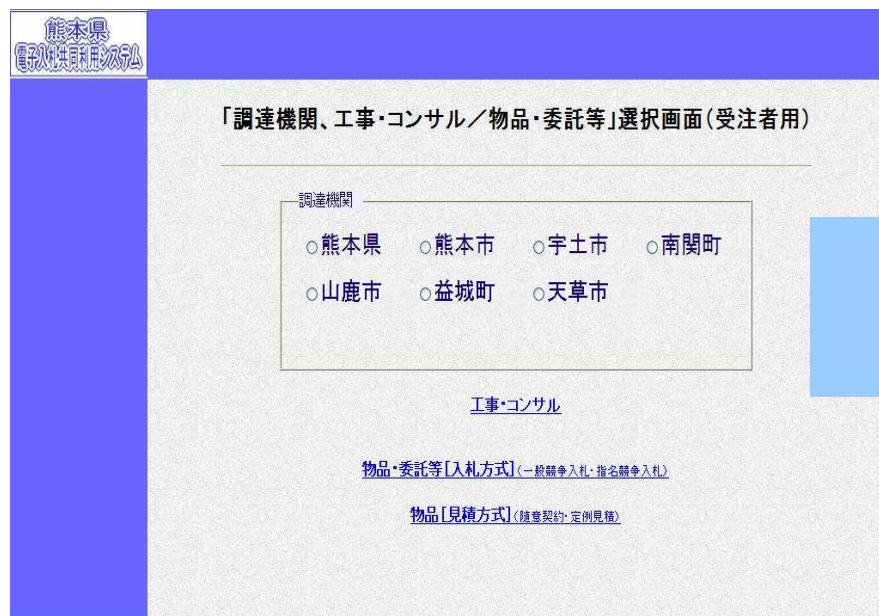 熊本県
電子入札共同利用システム
「調達機関、工事・コンサル／物品・委託等」選択画面(受注者用)
調達機関
○熊本県 ○熊本市 ○宇土市 ○南関町
○山鹿市 ○益城町 ○天草市
工事・コンサル
物品・委託等[入札方式](一般競争入札・指名競争入札)
物品[見積方式](随意契約・定例見積)